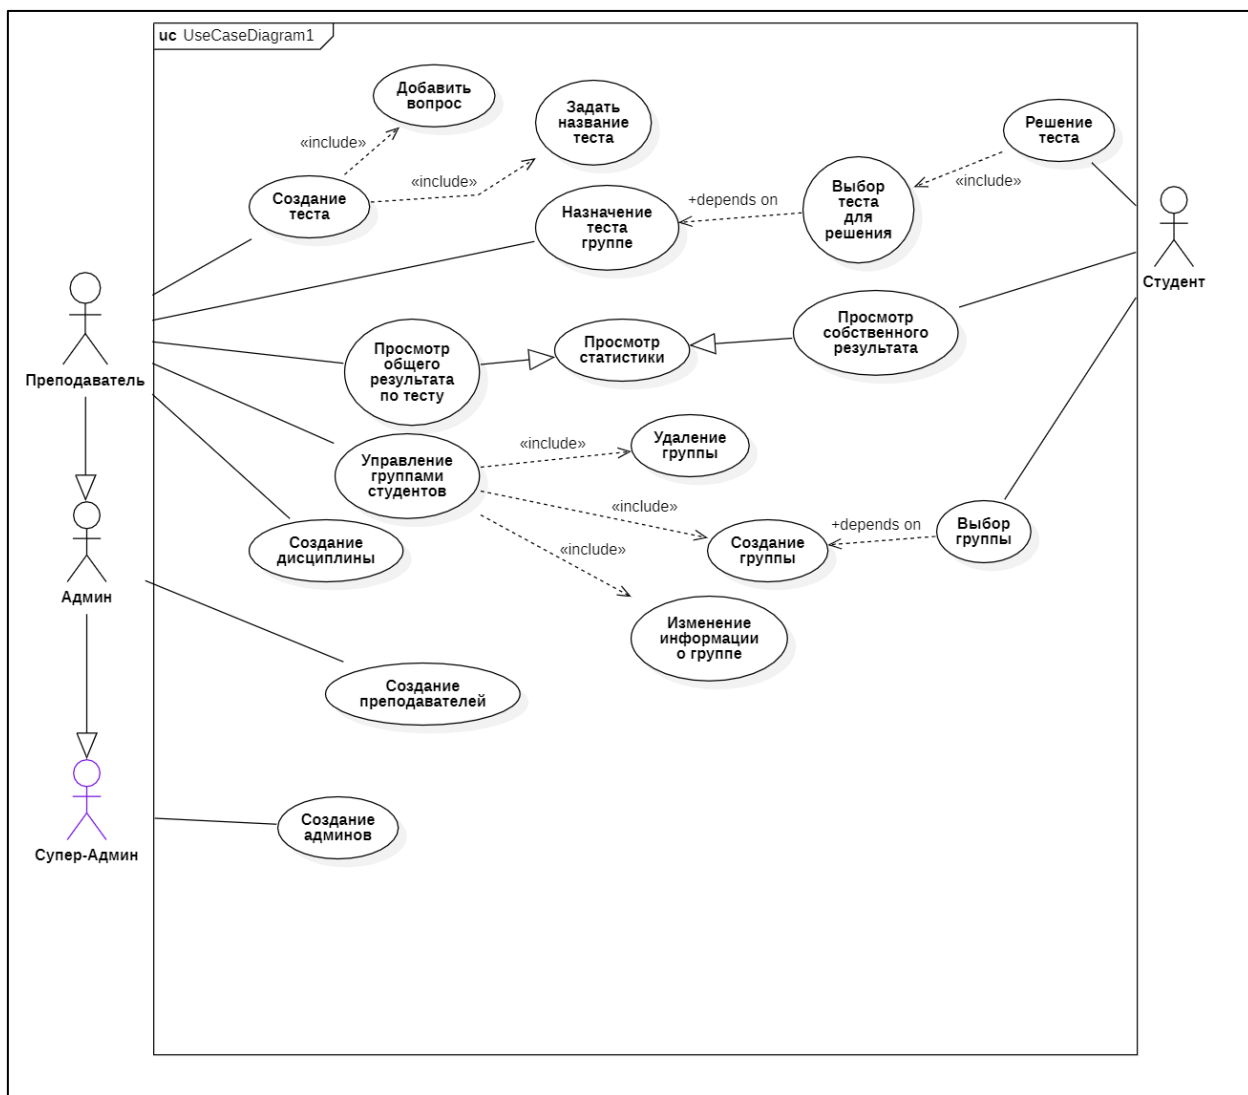 uc UseCaseDiagram1
Добавить
вопрос
Задать
название
теста
Решение
теста
«include»
«include»
«include»
Создание
теста
Выбор
теста
для
решения
+depends on
Назначение
теста
группе
Студент
Преподаватель
Просмотр
общего
результата
по тесту
Просмотр
статистики
Просмотр
собственного
результата
Управление
группами
студентов
«include»
Удаление
группы
«include»
«include»
Создание
дисциплины
Создание
группы
+depends on
Выбор
группы
Админ
Изменение
информации
о группе
Создание
преподавателей
Создание
админов
Супер-Админ